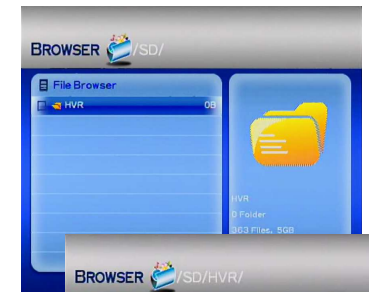 BROWSER /SD/
File Browser
HVR 0B
HVR
0 Folder
363 Files, 5GB
BROWSER /SD/HVR/